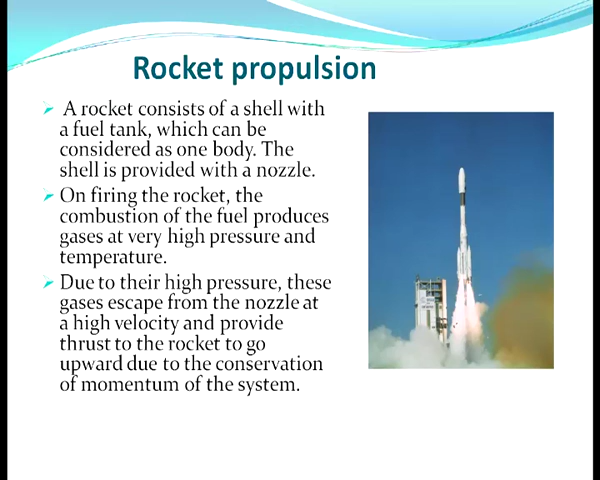 Rocket propulsion
A rocket consists of a shell with
a fuel tank, which can be
considered as one body. The
shell is provided with a nozzle.
On firing the rocket, the
combustion of the fuel produces
gases at very high pressure and
temperature.
Due to their high pressure, these
gases escape from the nozzle at
a high velocity and provide
thrust to the rocket to go
upward due to the conservation
of momentum of the system.